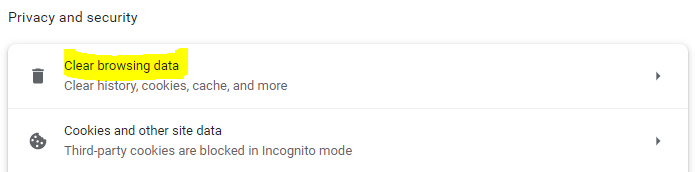 Privacy and security
Clear browsing data
Clear history, cookies, cache, and more
Cookies and other site data
Third-party cookies are blocked in Incognito mode